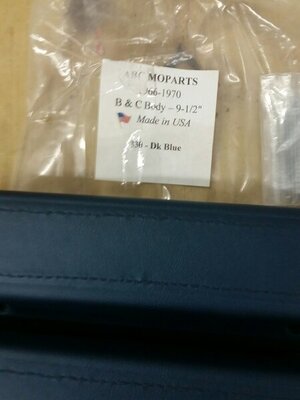 ABC MOPARTS
1966-1970
B & C Body – 9-1/2"
Made in USA
330 - Dk Blue